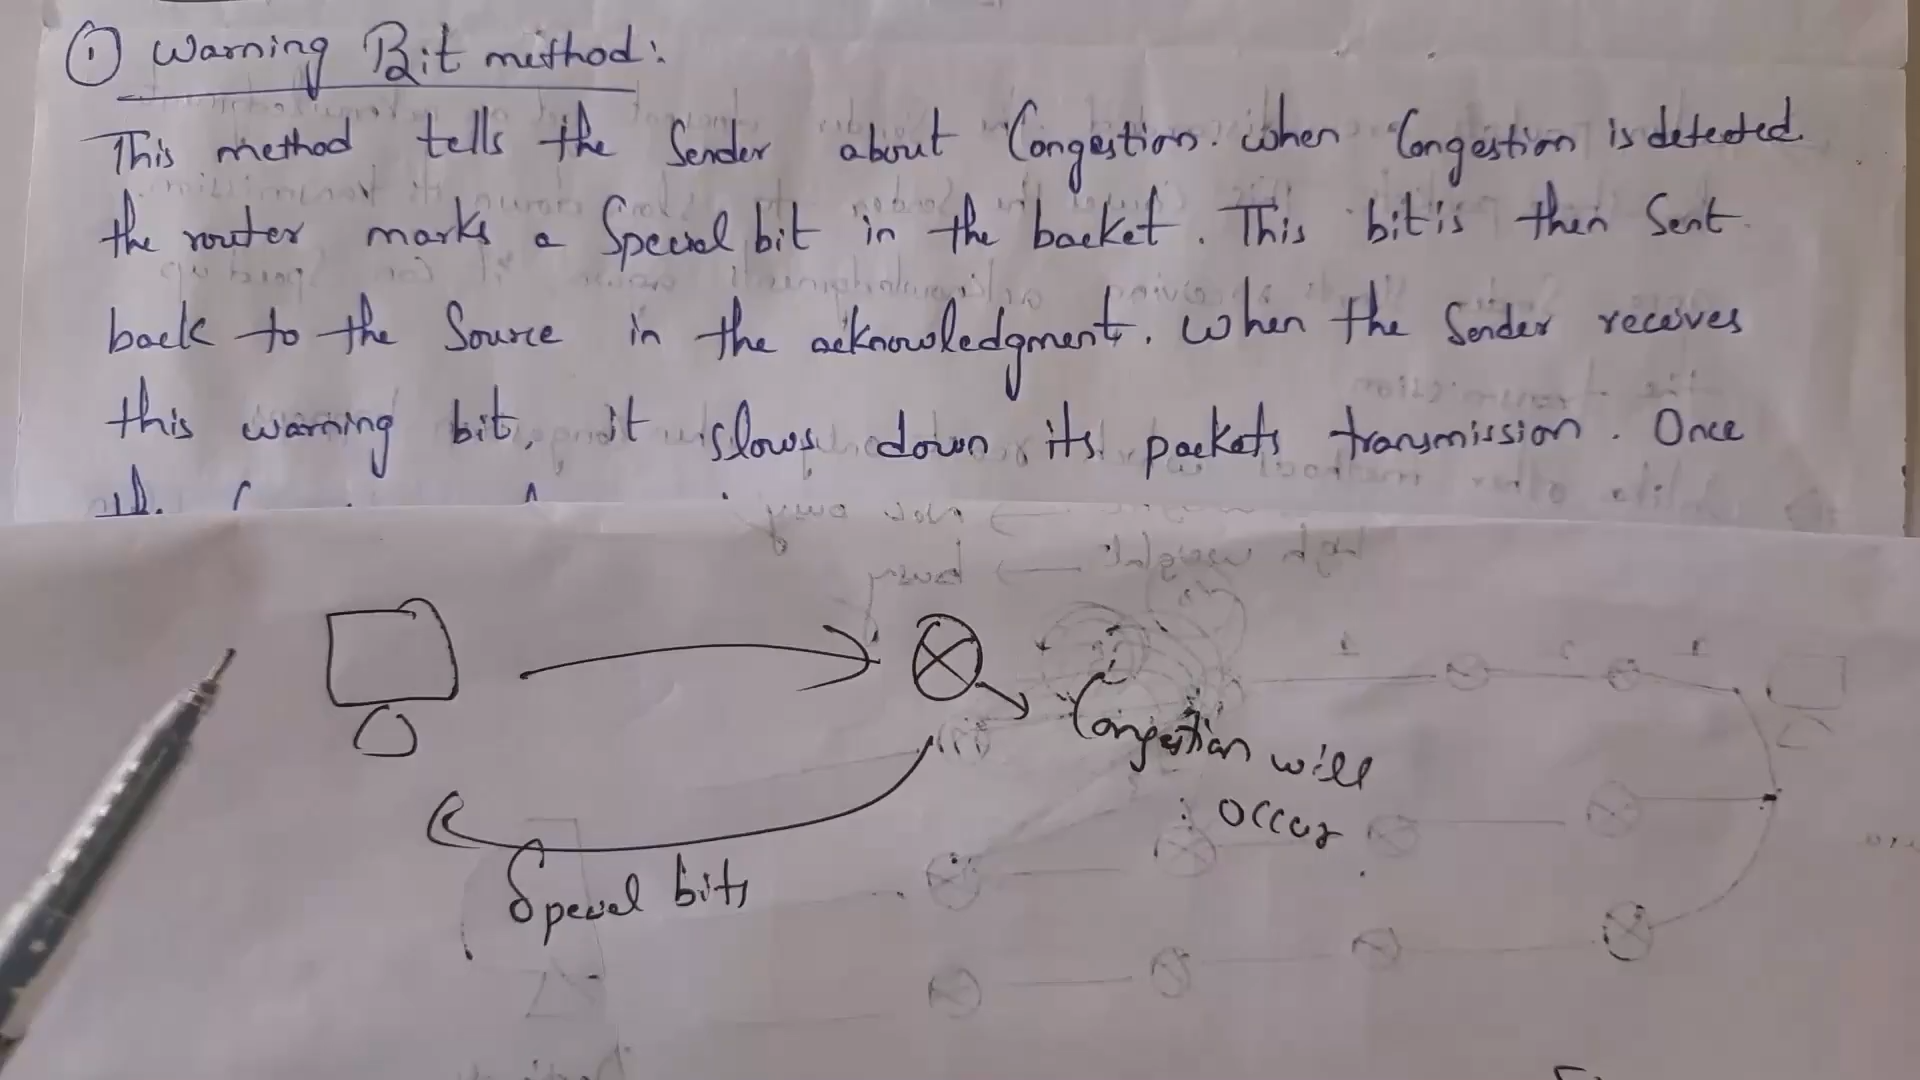 ① Warning Bit method:
This method tells the Sender about Congestion. when Congestion is detected.
the router marks a Special bit in the backet. This bit is then Sent
back to the Source in the acknowledgment. When the Sender receives
this warning bit, it slows down its packets transmission. Once
Congestion will
occur
Special bits